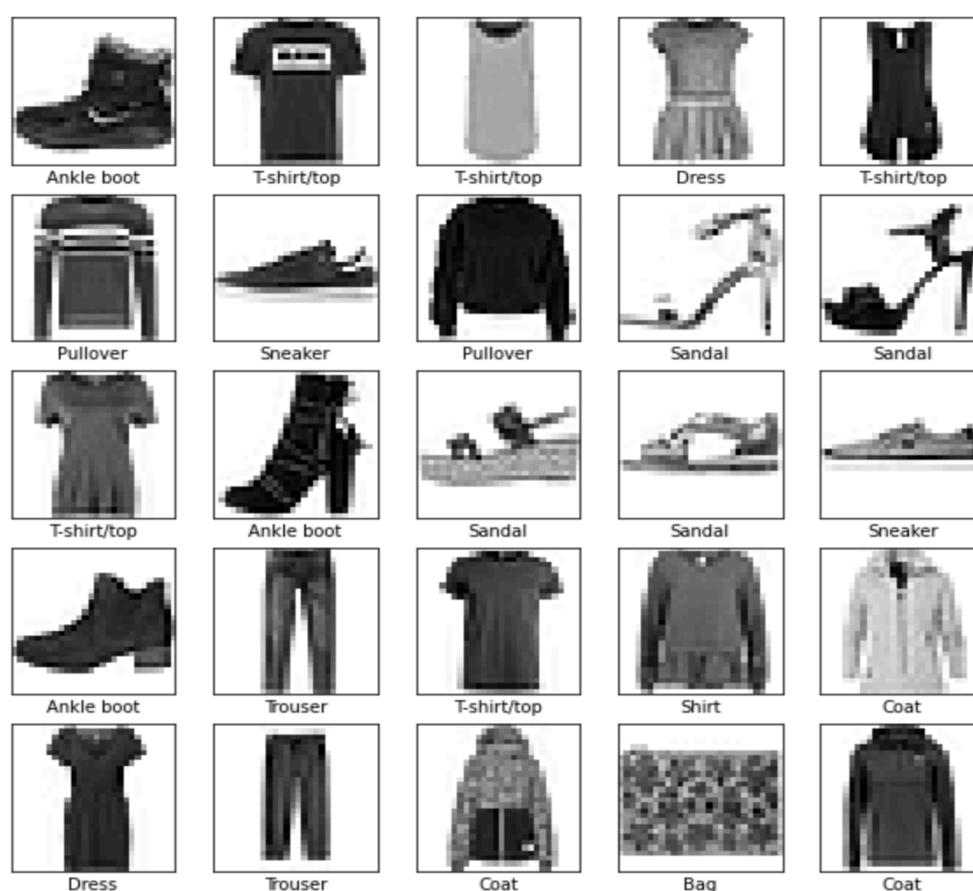 Ankle boot T-shirt/top T-shirt/top Dress T-shirt/top
Pullover Sneaker Pullover Sandal Sandal
T-shirt/top Ankle boot Sandal Sandal Sneaker
Ankle boot Trouser T-shirt/top Shirt Coat
Dress Trouser Coat Bag Coat